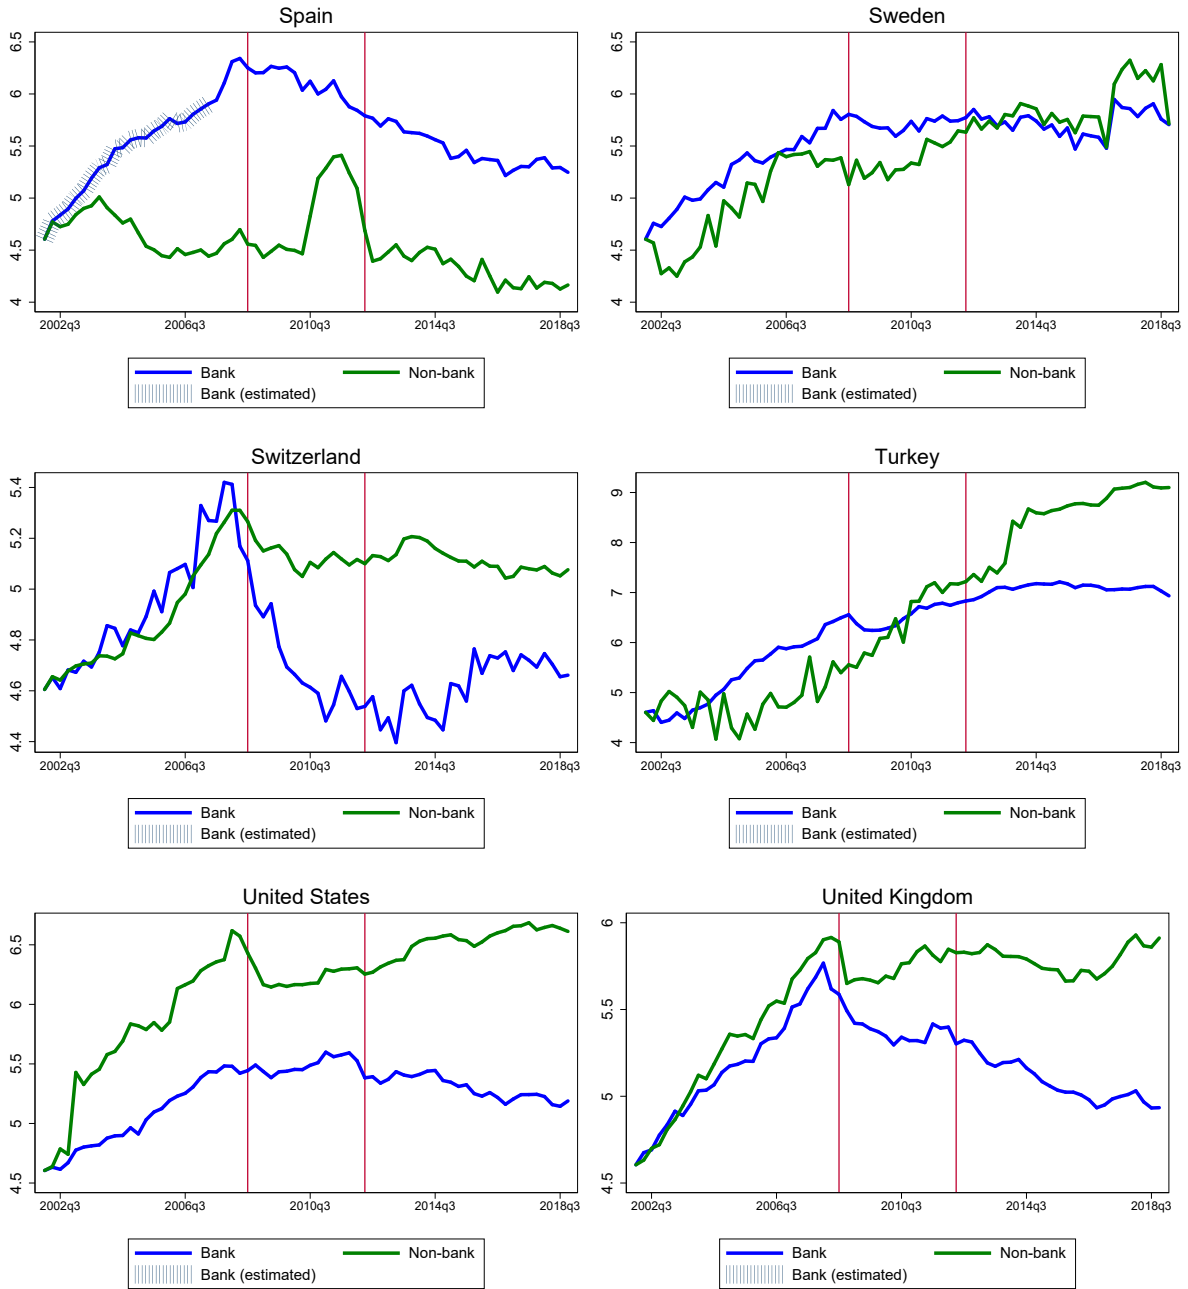 Spain
6.5
6
5.5
5
4.5
4
2002q3 2006q3 2010q3 2014q3 2018q3
Bank Non-bank
Bank (estimated)
Sweden
6.5
6
5.5
5
4.5
4
2002q3 2006q3 2010q3 2014q3 2018q3
Bank Non-bank
Bank (estimated)
Switzerland
5.4
5.2
5
4.8
4.6
4.4
2002q3 2006q3 2010q3 2014q3 2018q3
Bank Non-bank
Bank (estimated)
Turkey
9
8
7
6
5
4
2002q3 2006q3 2010q3 2014q3 2018q3
Bank Non-bank
Bank (estimated)
United States
6.5
6
5.5
5
4.5
2002q3 2006q3 2010q3 2014q3 2018q3
Bank Non-bank
Bank (estimated)
United Kingdom
6
5.5
5
4.5
2002q3 2006q3 2010q3 2014q3 2018q3
Bank Non-bank
Bank (estimated)